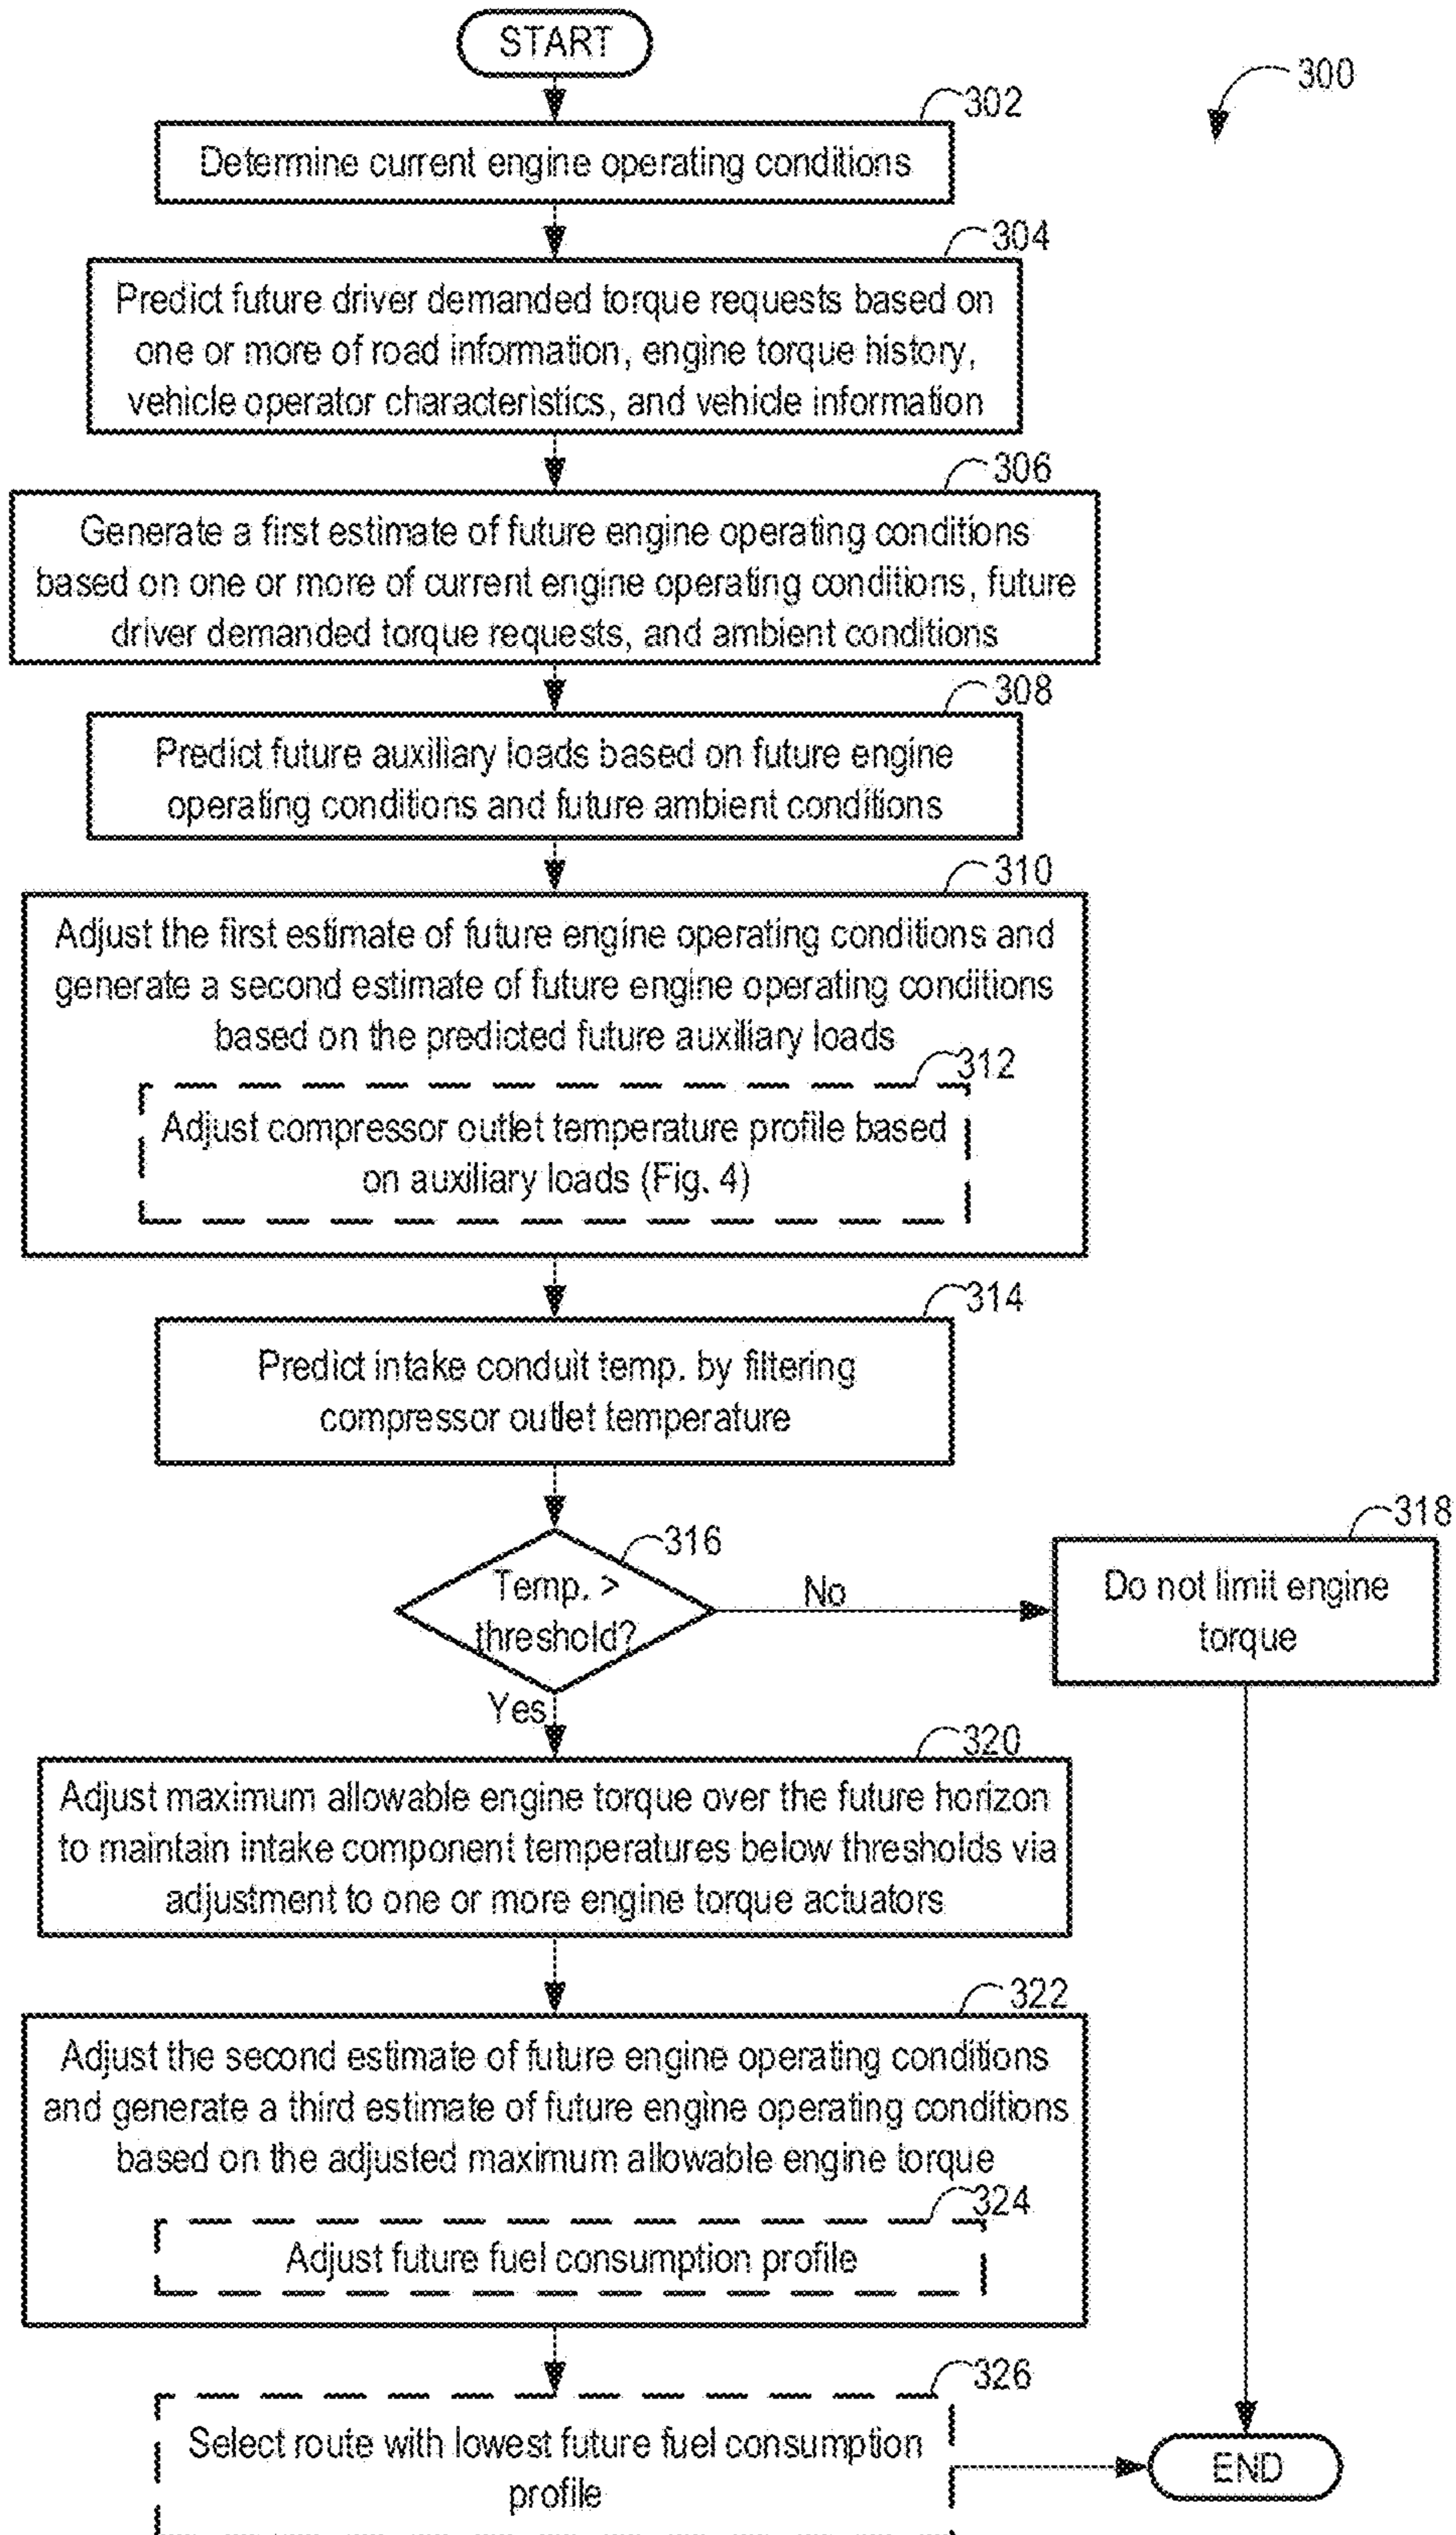 START
300
302
Determine current engine operating conditions
304
Predict future driver demanded torque requests based on
one or more of road information, engine torque history,
vehicle operator characteristics, and vehicle information
306
Generate a first estimate of future engine operating conditions
based on one or more of current engine operating conditions, future
driver demanded torque requests, and ambient conditions
308
Predict future auxiliary loads based on future engine
operating conditions and future ambient conditions
310
Adjust the first estimate of future engine operating conditions and
generate a second estimate of future engine operating conditions
based on the predicted future auxiliary loads
312
Adjust compressor outlet temperature profile based
on auxiliary loads (Fig. 4)
314
Predict intake conduit temp. by filtering
compressor outlet temperature
316
Temp. >
threshold?
No
318
Do not limit engine
torque
Yes
320
Adjust maximum allowable engine torque over the future horizon
to maintain intake component temperatures below thresholds via
adjustment to one or more engine torque actuators
322
Adjust the second estimate of future engine operating conditions
and generate a third estimate of future engine operating conditions
based on the adjusted maximum allowable engine torque
324
Adjust future fuel consumption profile
326
Select route with lowest future fuel consumption
profile
END